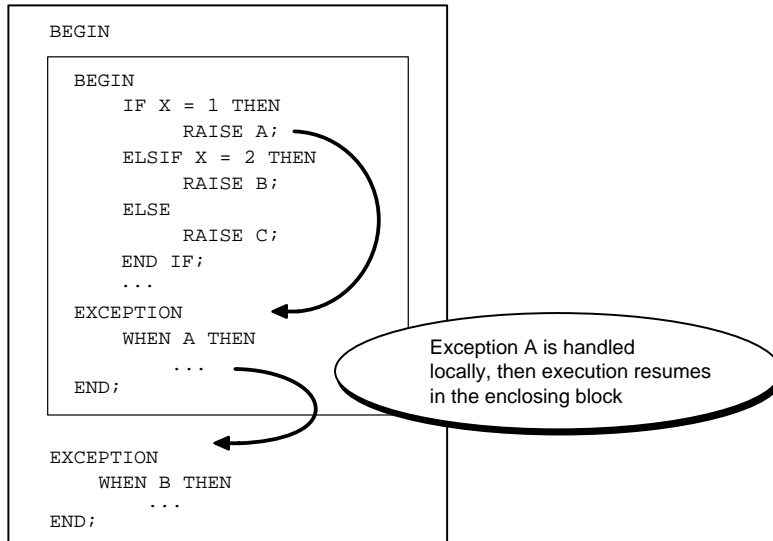 BEGIN
BEGIN
IF X = 1 THEN
RAISE A;
ELSIF X = 2 THEN
RAISE B;
ELSE
RAISE C;
END IF;
...
EXCEPTION
WHEN A THEN
...
END;
Exception A is handled
locally, then execution resumes
in the enclosing block
EXCEPTION
WHEN B THEN
...
END;